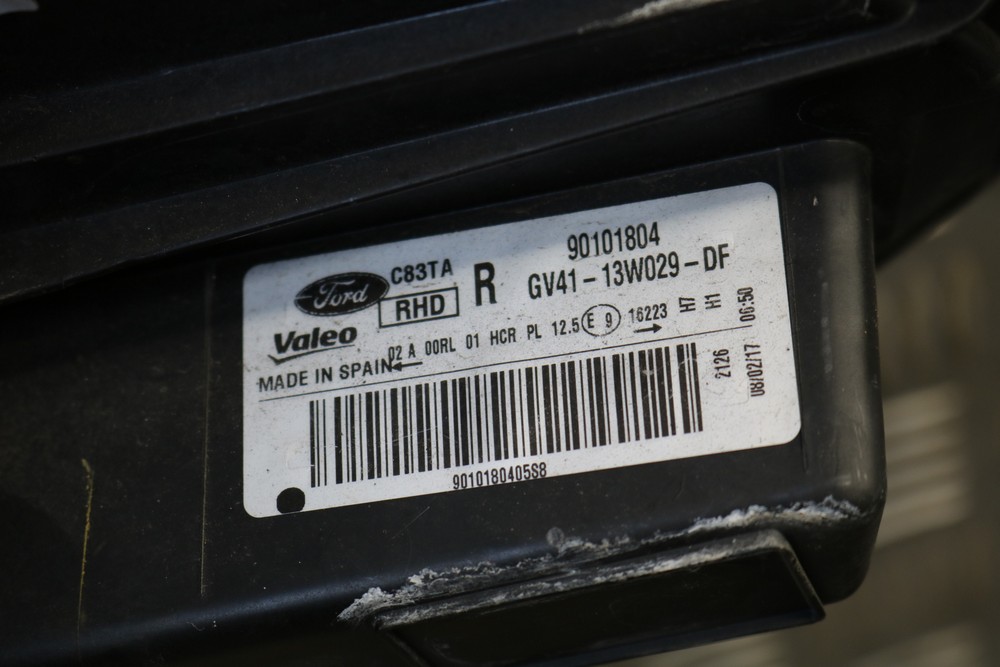 Ford C83TA R 90101804
RHD GV41-13W029-DF
Valeo 02 A 00RL 01 HCR PL 12.5 E 9 16223 H7 H1 06:50
MADE IN SPAIN
2126 08/02/17
9010180405S8